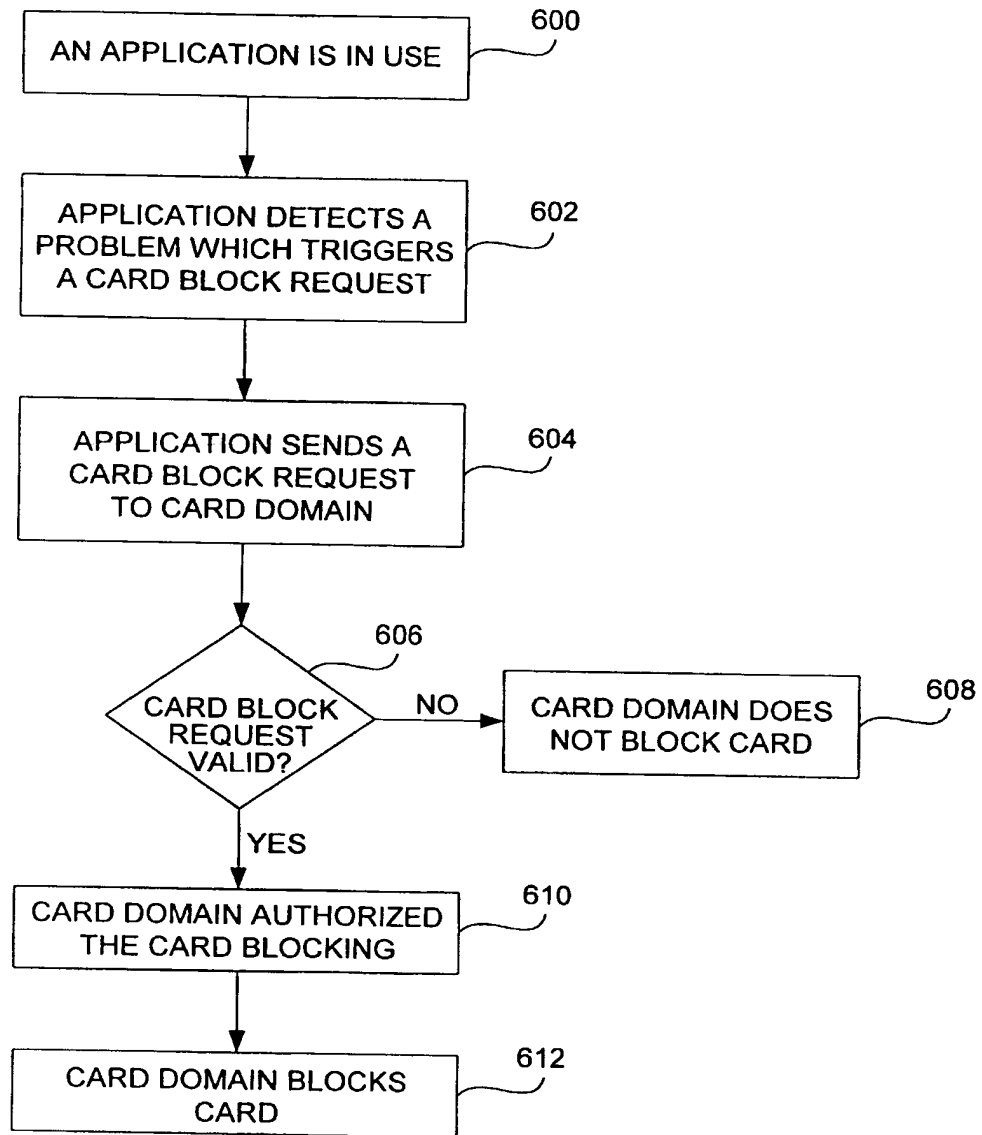 AN APPLICATION IS IN USE
600
APPLICATION DETECTS A
PROBLEM WHICH TRIGGERS
A CARD BLOCK REQUEST
602
APPLICATION SENDS A
CARD BLOCK REQUEST
TO CARD DOMAIN
604
606
CARD BLOCK
REQUEST
VALID?
NO
CARD DOMAIN DOES
NOT BLOCK CARD
608
YES
CARD DOMAIN AUTHORIZED
THE CARD BLOCKING
610
CARD DOMAIN BLOCKS
CARD
612